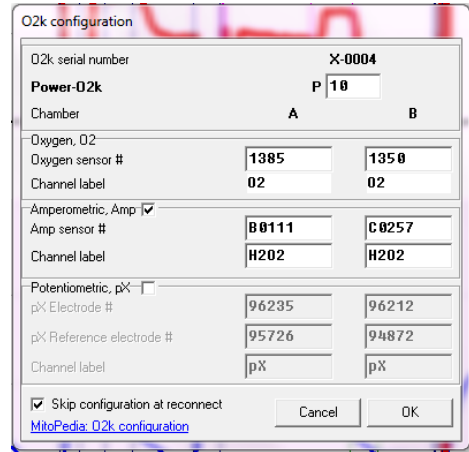 O2k configuration
O2k serial number X-0004
Power-O2k P 10
Chamber A B
Oxygen, O2
Oxygen sensor # 1385 1350
Channel label O2 O2
Amperometric, Amp
Amp sensor # B0111 C0257
Channel label H2O2 H2O2
Potentiometric, pX
pX Electrode # 96235 96212
pX Reference electrode # 95726 94872
Channel label pX pX
Skip configuration at reconnect Cancel OK
MitoPedia: O2k configuration